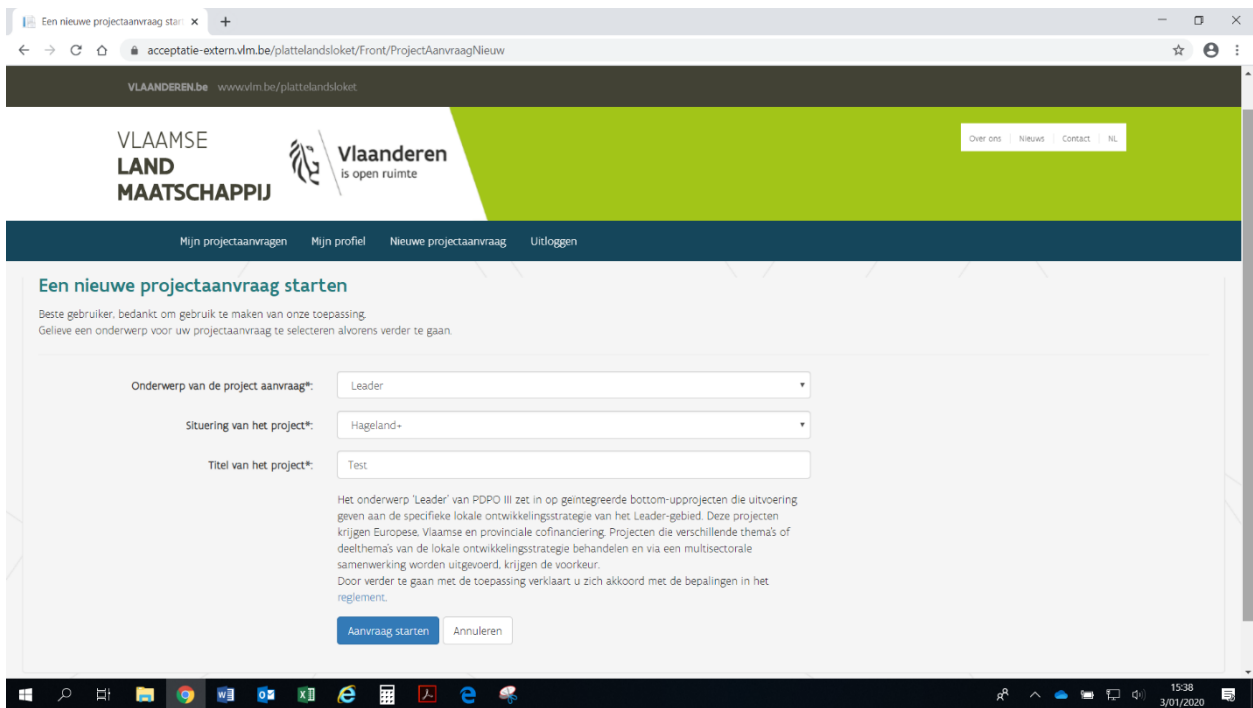 Een nieuwe projectaanvraag star
acceptatie-extern.vlm.be/plattelandsloket/Front/ProjectAanvraagNieuw
VLAANDEREN.be www.vlm.be/plattelandsloket
VLAAMSE
LAND
MAATSCHAPPIJ
Vlaanderen
is open ruimte
Over ons Nieuws Contact NL
Mijn projectaanvragen Mijn profiel Nieuwe projectaanvraag Uitloggen
Een nieuwe projectaanvraag starten
Beste gebruiker, bedankt om gebruik te maken van onze toepassing.
Gelieve een onderwerp voor uw projectaanvraag te selecteren alvorens verder te gaan.
Onderwerp van de project aanvraag*: Leader
Situering van het project*: Hageland+
Titel van het project*: Test
Het onderwerp 'Leader' van PDPO III zet in op geïntegreerde bottom-upprojecten die uitvoering
geven aan de specifieke lokale ontwikkelingsstrategie van het Leader-gebied. Deze projecten
krijgen Europese, Vlaamse en provinciale cofinanciering. Projecten die verschillende thema's of
deelthema's van de lokale ontwikkelingsstrategie behandelen en via een multisectorale
samenwerking worden uitgevoerd, krijgen de voorkeur.
Door verder te gaan met de toepassing verklaart u zich akkoord met de bepalingen in het
reglement.
Aanvraag starten Annuleren
15:38
3/01/2020